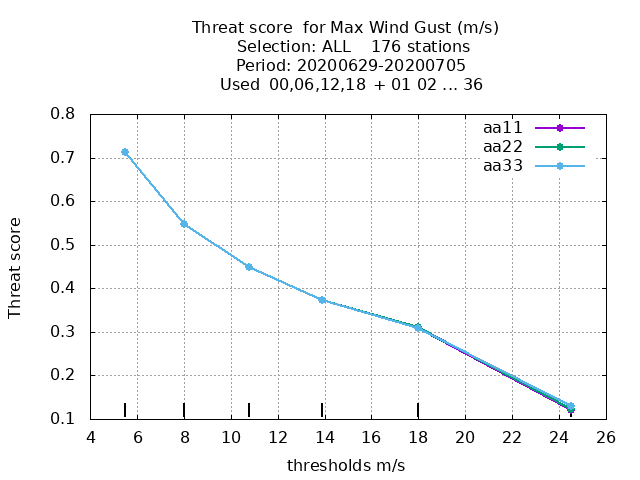 Threat score  for Max Wind Gust (m/s)
Selection: ALL    176 stations
Period: 20200629-20200705
Used  00,06,12,18  + 01 02 ... 36
aa11
aa22
aa33
0.8
0.7
0.6
0.5
0.4
0.3
0.2
0.1
Threat score
4 6 8 10 12 14 16 18 20 22 24 26
thresholds m/s